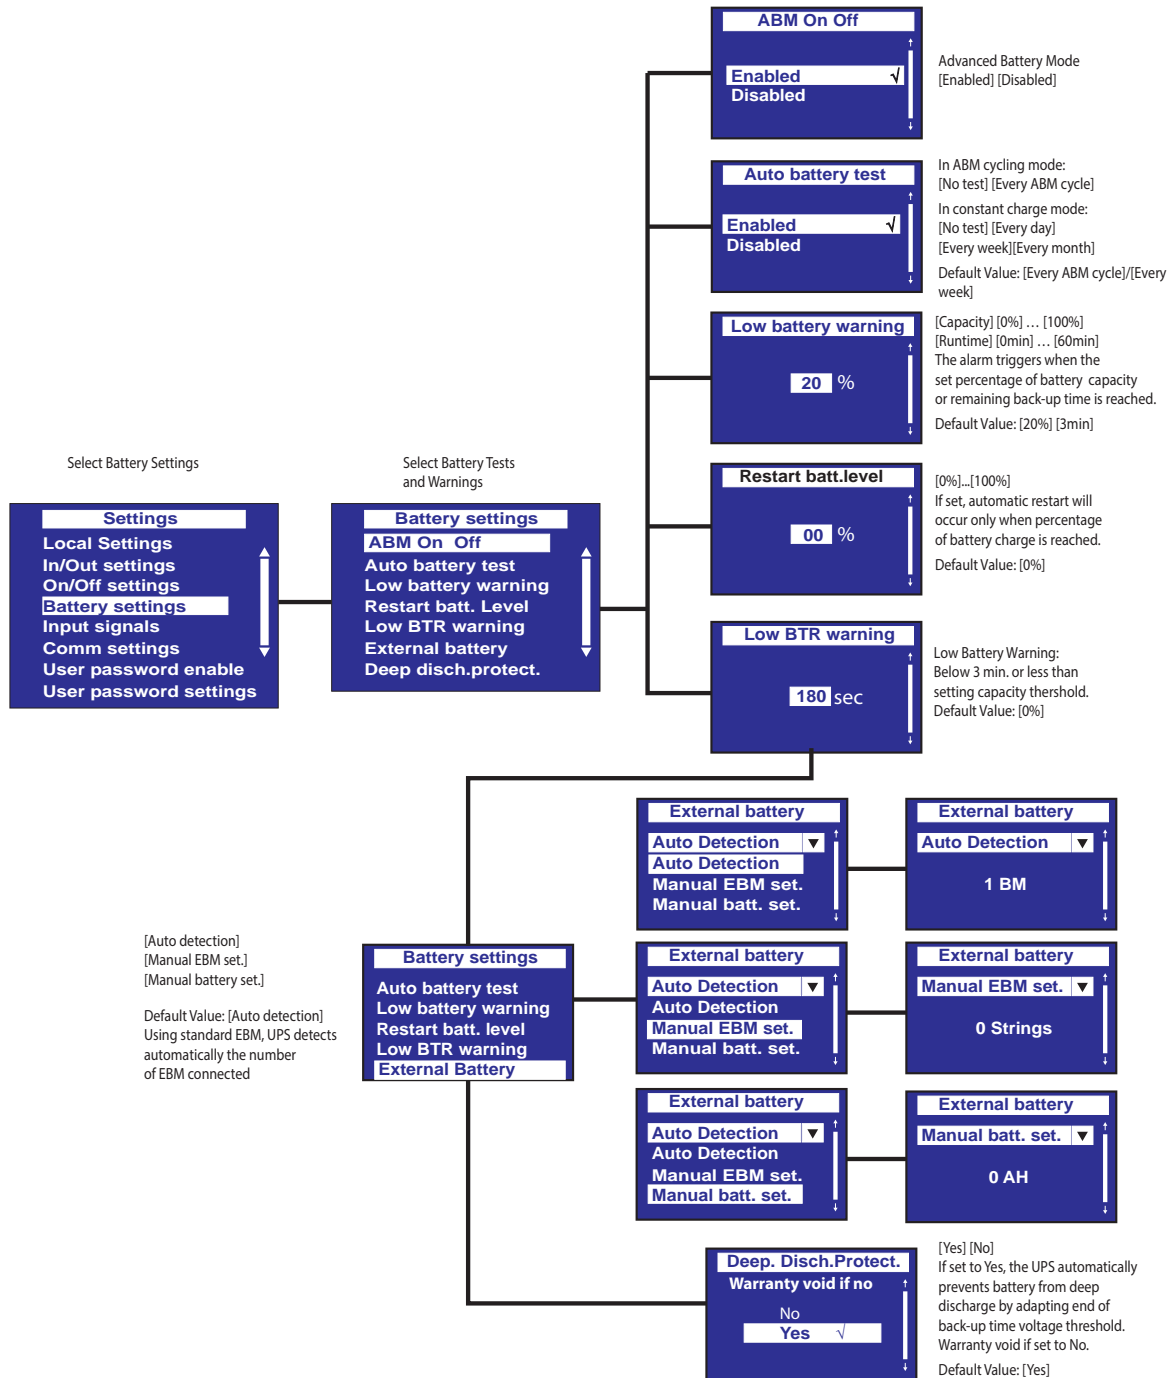 ABM On Off
Enabled √
Disabled
Advanced Battery Mode
[Enabled] [Disabled]
Auto battery test
Enabled √
Disabled
In ABM cycling mode:
[No test] [Every ABM cycle]
In constant charge mode:
[No test] [Every day]
[Every week][Every month]
Default Value: [Every ABM cycle]/[Every
week]
Low battery warning
20 %
[Capacity] [0%] … [100%]
[Runtime] [0min] … [60min]
The alarm triggers when the
set percentage of battery capacity
or remaining back-up time is reached.
Default Value: [20%] [3min]
Select Battery Settings
Select Battery Tests
and Warnings
Restart batt.level
00 %
[0%]...[100%]
If set, automatic restart will
occur only when percentage
of battery charge is reached.
Default Value: [0%]
Settings
Local Settings
In/Out settings
On/Off settings
Battery settings
Input signals
Comm settings
User password enable
User password settings
Battery settings
ABM On Off
Auto battery test
Low battery warning
Restart batt. Level
Low BTR warning
External battery
Deep disch.protect.
Low BTR warning
180 sec
Low Battery Warning:
Below 3 min. or less than
setting capacity thershold.
Default Value: [0%]
External battery
Auto Detection ▼
Auto Detection
Manual EBM set.
Manual batt. set.
External battery
Auto Detection ▼
1 BM
[Auto detection]
[Manual EBM set.]
[Manual battery set.]
Default Value: [Auto detection]
Using standard EBM, UPS detects
automatically the number
of EBM connected
Battery settings
Auto battery test
Low battery warning
Restart batt. level
Low BTR warning
External Battery
External battery
Auto Detection ▼
Auto Detection
Manual EBM set.
Manual batt. set.
External battery
Manual EBM set. ▼
0 Strings
External battery
Auto Detection ▼
Auto Detection
Manual EBM set.
Manual batt. set.
External battery
Manual batt. set. ▼
0 AH
Deep. Disch.Protect.
Warranty void if no
No
Yes √
[Yes] [No]
If set to Yes, the UPS automatically
prevents battery from deep
discharge by adapting end of
back-up time voltage threshold.
Warranty void if set to No.
Default Value: [Yes]